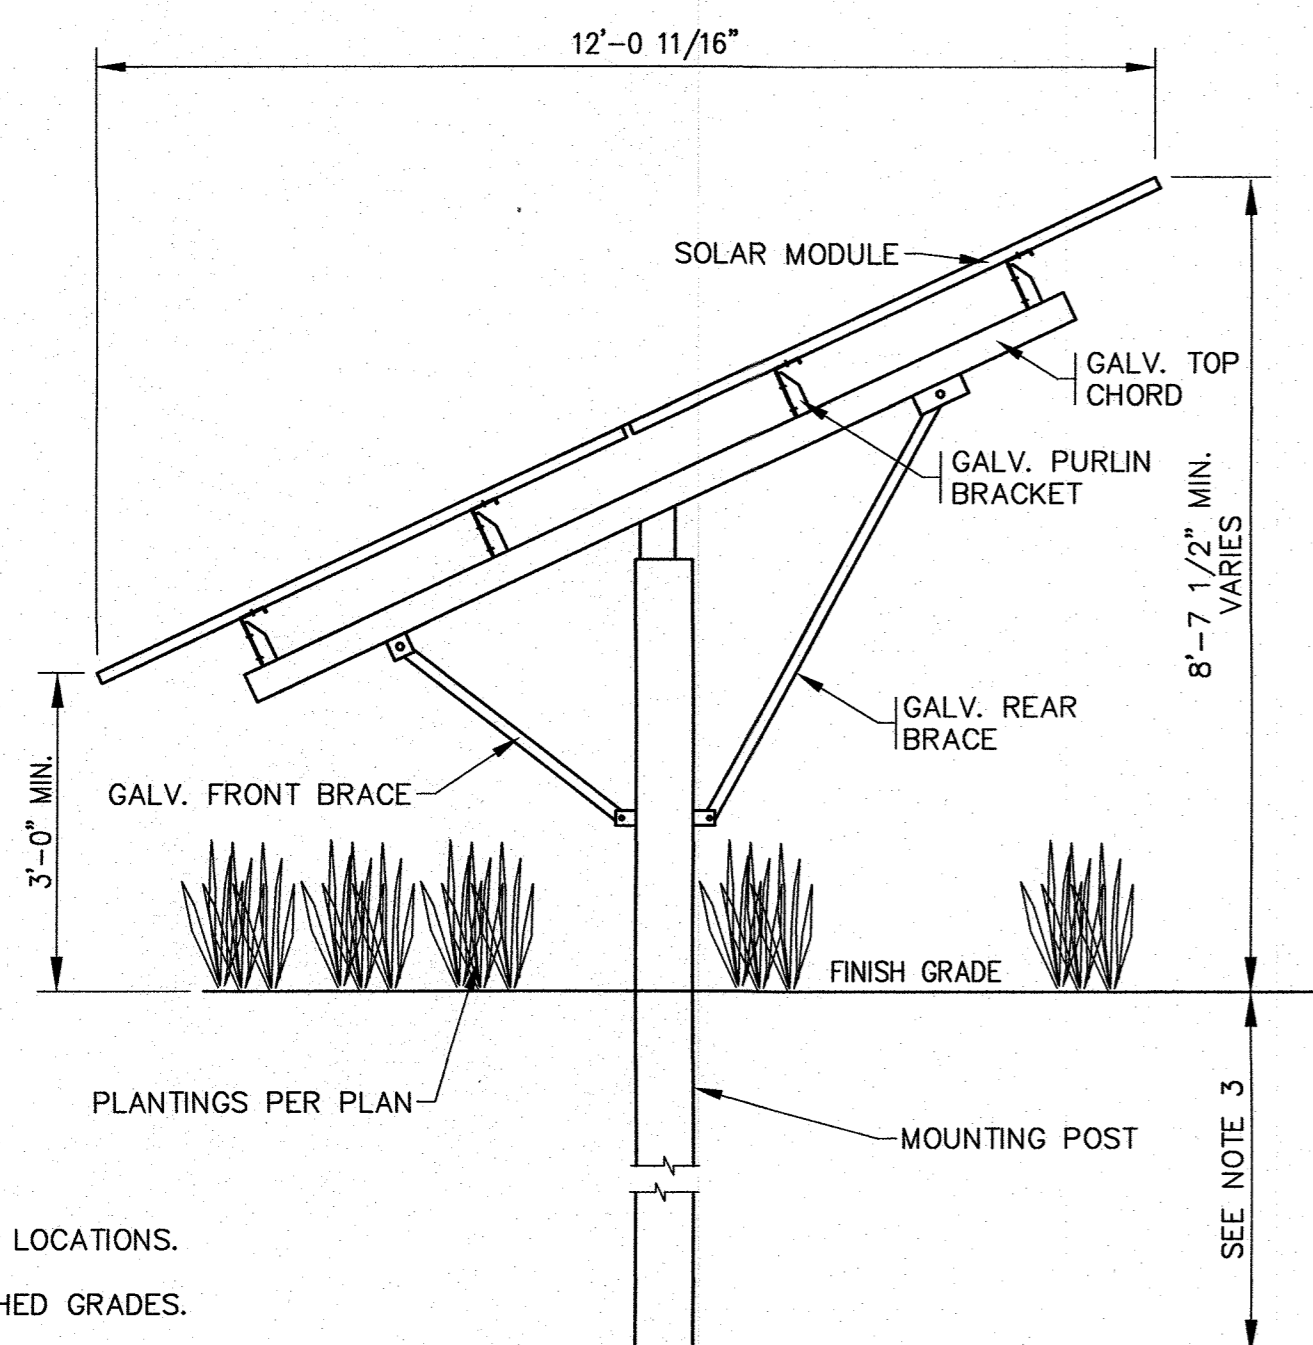 12'-0 11/16"
SOLAR MODULE
GALV. TOP
CHORD
GALV. PURLIN
BRACKET
8'-7 1/2" MIN.
VARIES
GALV. REAR
BRACE
3'-0" MIN.
GALV. FRONT BRACE
FINISH GRADE
PLANTINGS PER PLAN
MOUNTING POST
SEE NOTE 3
LOCATIONS.
HED GRADES.